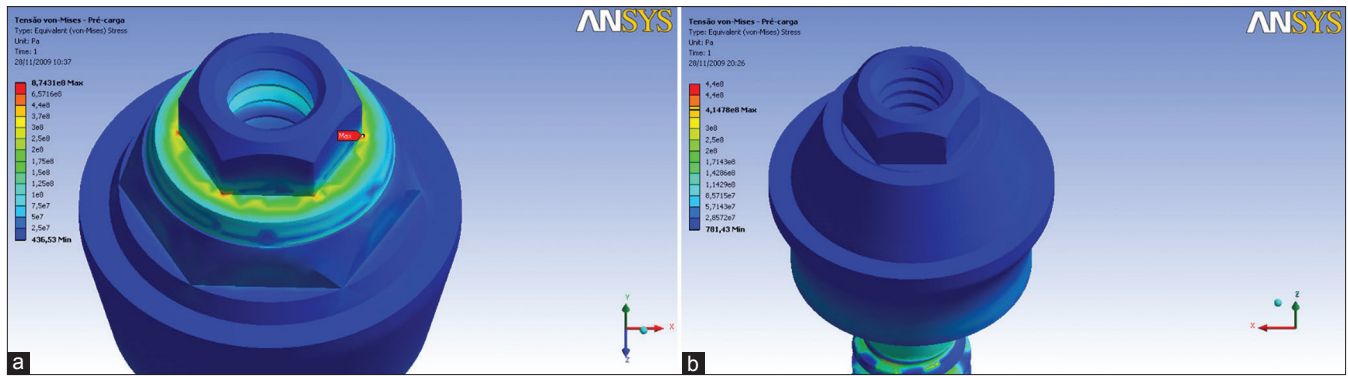 Tensão von-Mises - Pré-carga
Type: Equivalent (von-Mises) Stress
Unit: Pa
Time: 1
28/11/2009 10:37
ANSYS
8,7431e8 Max
6,5716e8
4,4e8
3,7e8
3e8
2,5e8
2e8
1,75e8
1,5e8
1,25e8
1e8
7,5e7
5e7
2,5e7
436,53 Min
Max
Y
X
Z
a
Tensão von-Mises - Pré-carga
Type: Equivalent (von-Mises) Stress
Unit: Pa
Time: 1
28/11/2009 20:26
ANSYS
4,4e8
4,4e8
4,1478e8 Max
3e8
2,5e8
2e8
1,7143e8
1,4286e8
1,1429e8
8,5715e7
5,7143e7
2,8572e7
781,43 Min
Z
X
b